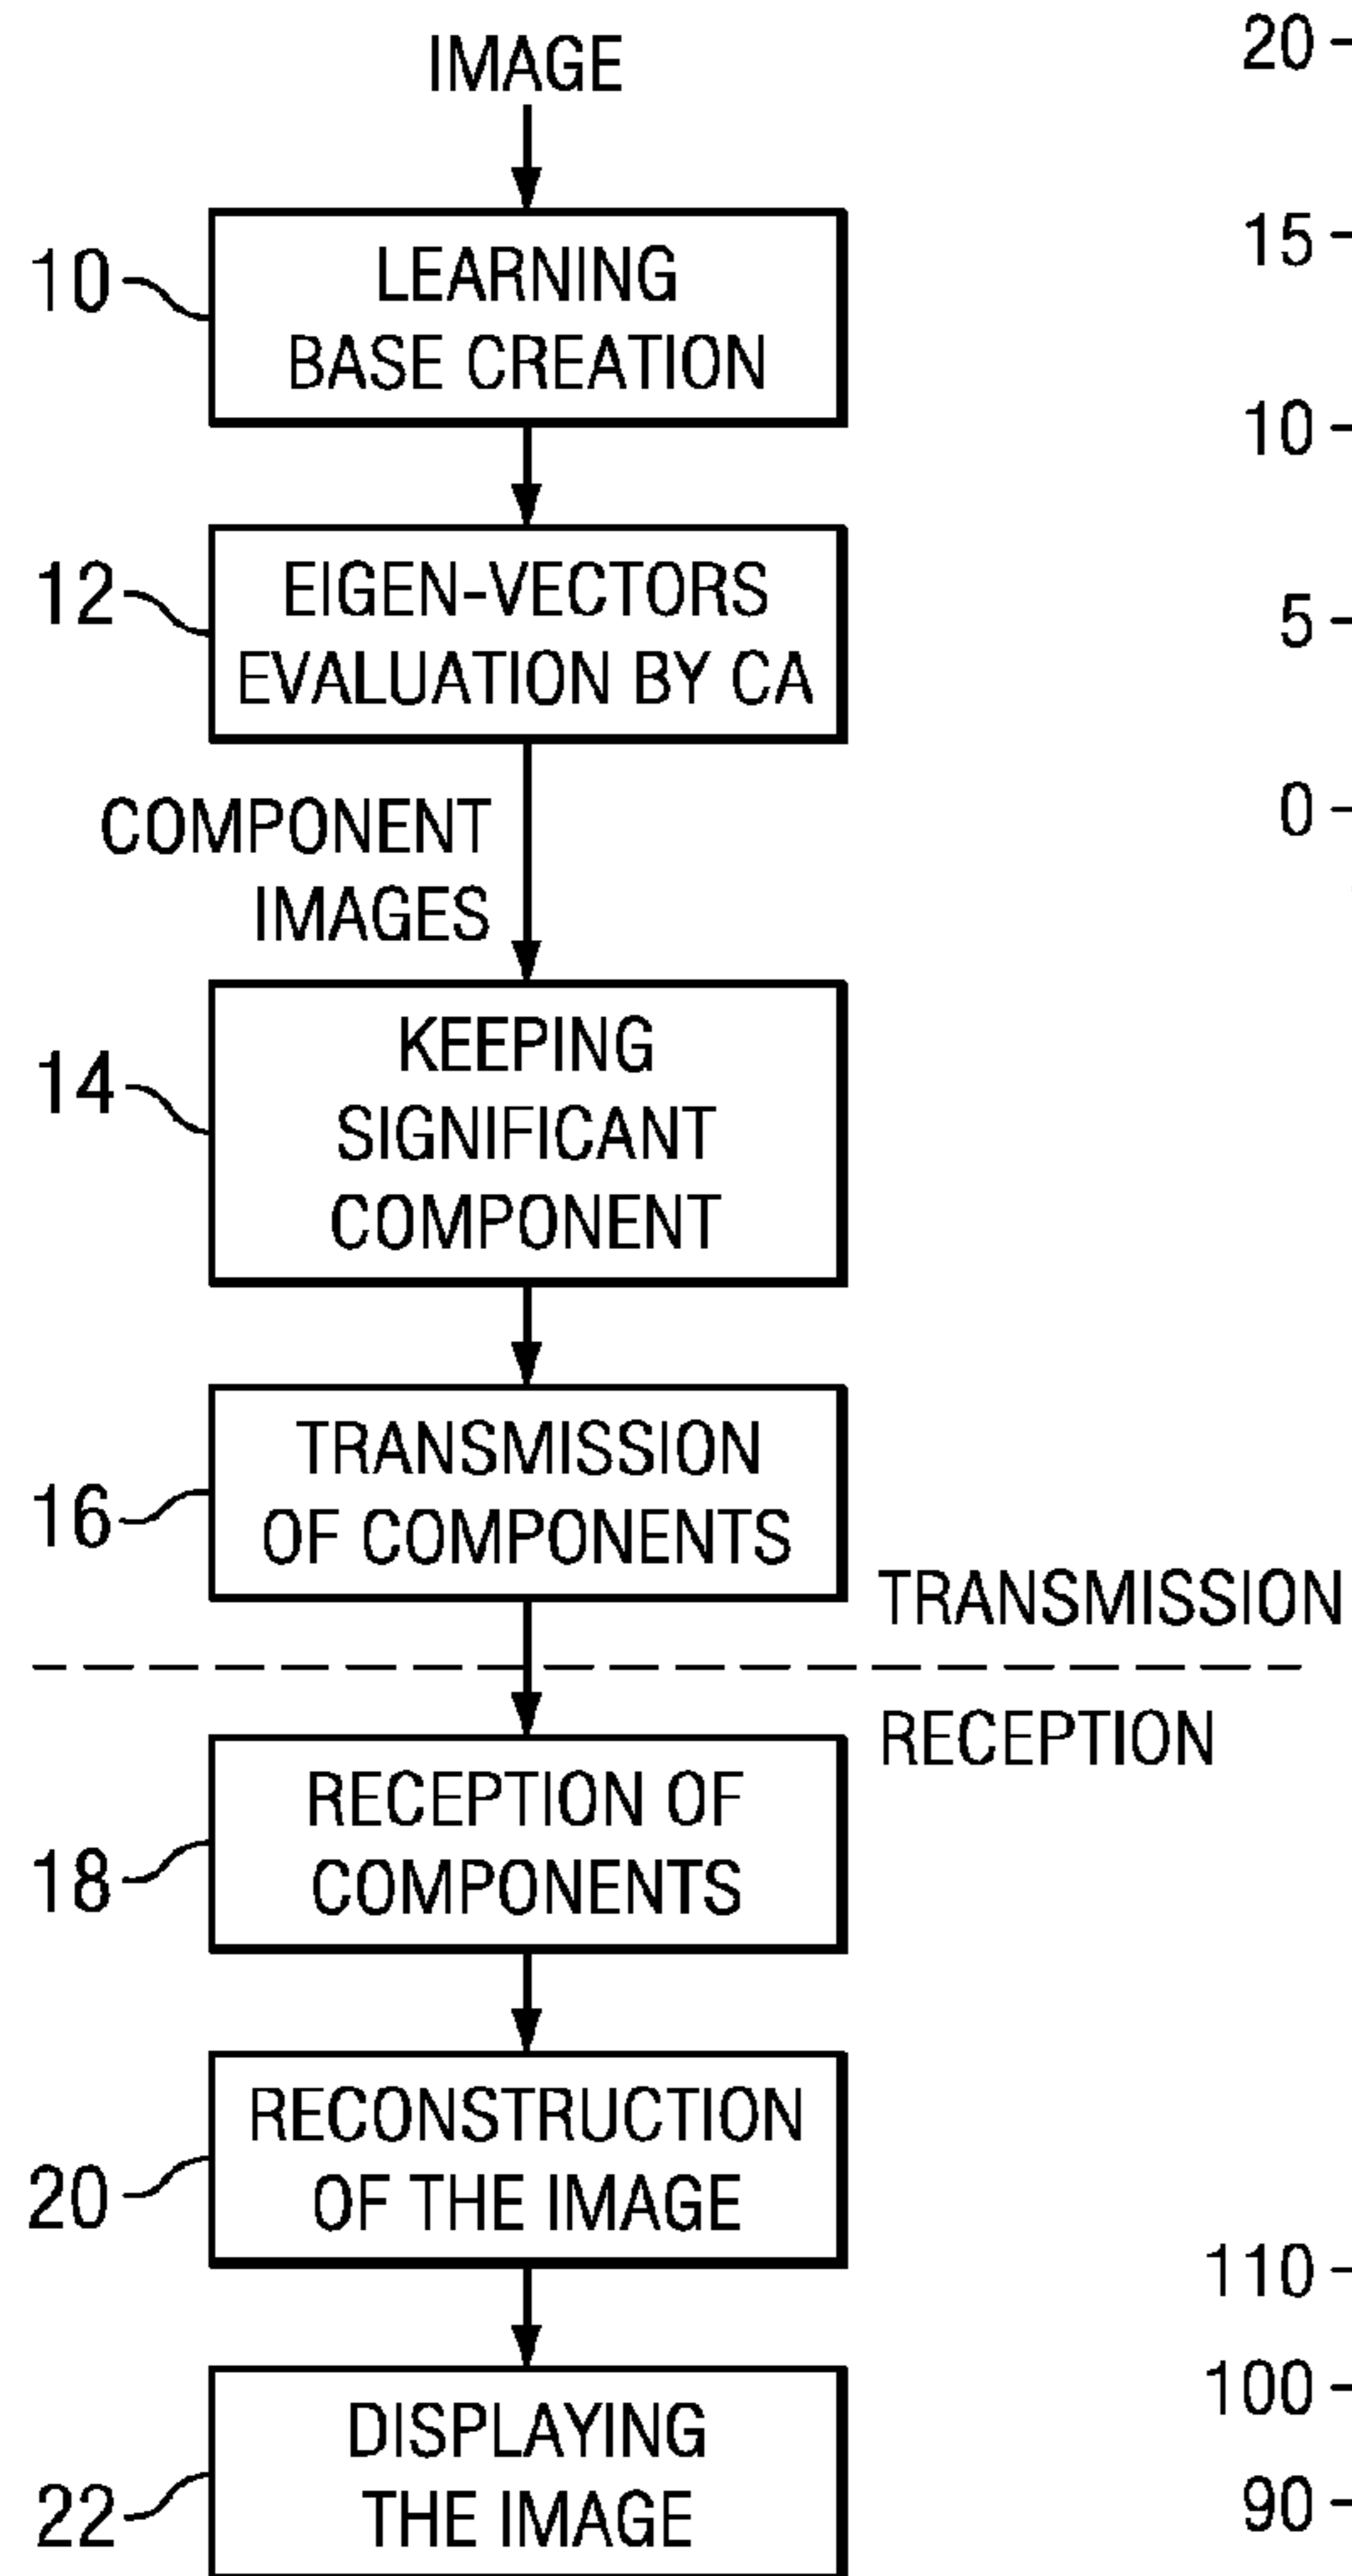 IMAGE
10
LEARNING
BASE CREATION
12
EIGEN-VECTORS
EVALUATION BY CA
COMPONENT
IMAGES
14
KEEPING
SIGNIFICANT
COMPONENT
16
TRANSMISSION
OF COMPONENTS
TRANSMISSION
RECEPTION
18
RECEPTION OF
COMPONENTS
20
RECONSTRUCTION
OF THE IMAGE
22
DISPLAYING
THE IMAGE
20
15
10
5
0
110
100
90